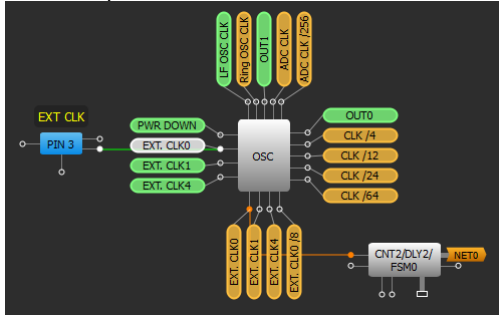 LF OSC CLK
Ring OSC CLK
OUT1
ADC CLK
ADC CLK /256
EXT CLK
PIN 3
PWR DOWN
EXT. CLK0
EXT. CLK1
EXT. CLK4
OSC
OUT0
CLK /4
CLK /12
CLK /24
CLK /64
EXT. CLK0
EXT. CLK1
EXT. CLK4
EXT. CLK0 /8
CNT2/DLY2/
FSM0
NET0